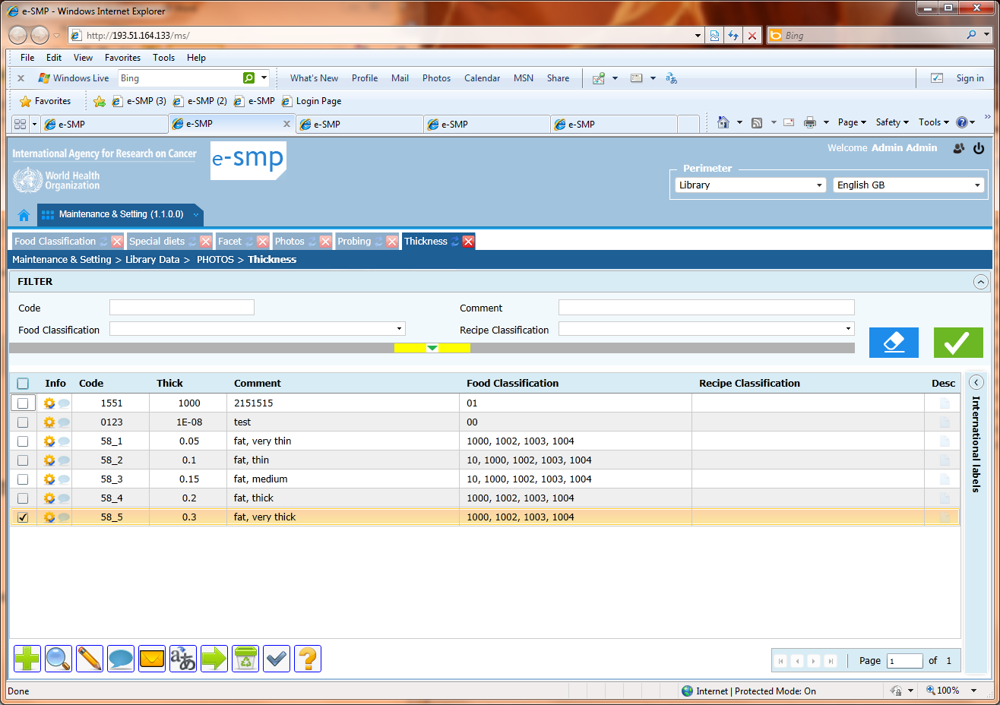 e-SMP - Windows Internet Explorer
http://193.51.164.133/ms/
Bing
File Edit View Favorites Tools Help
Windows Live Bing What's New Profile Mail Photos Calendar MSN Share Sign in
Favorites e-SMP (3) e-SMP (2) e-SMP Login Page
e-SMP e-SMP e-SMP e-SMP e-SMP Page Safety Tools
International Agency for Research on Cancer
World Health
Organization
e-smp
Welcome Admin Admin
Perimeter
Library English GB
Maintenance & Setting (1.1.0.0)
Food Classification Special diets Facet Photos Probing Thickness
Maintenance & Setting > Library Data > PHOTOS > Thickness
FILTER
Code Comment
Food Classification Recipe Classification
Info Code Thick Comment Food Classification Recipe Classification Desc
1551 1000 2151515 01
0123 1E-08 test 00
58_1 0.05 fat, very thin 1000, 1002, 1003, 1004
58_2 0.1 fat, thin 10, 1000, 1002, 1003, 1004
58_3 0.15 fat, medium 10, 1000, 1002, 1003, 1004
58_4 0.2 fat, thick 1000, 1002, 1003, 1004
58_5 0.3 fat, very thick 1000, 1002, 1003, 1004
International labels
Page 1 of 1
Done Internet | Protected Mode: On 100%